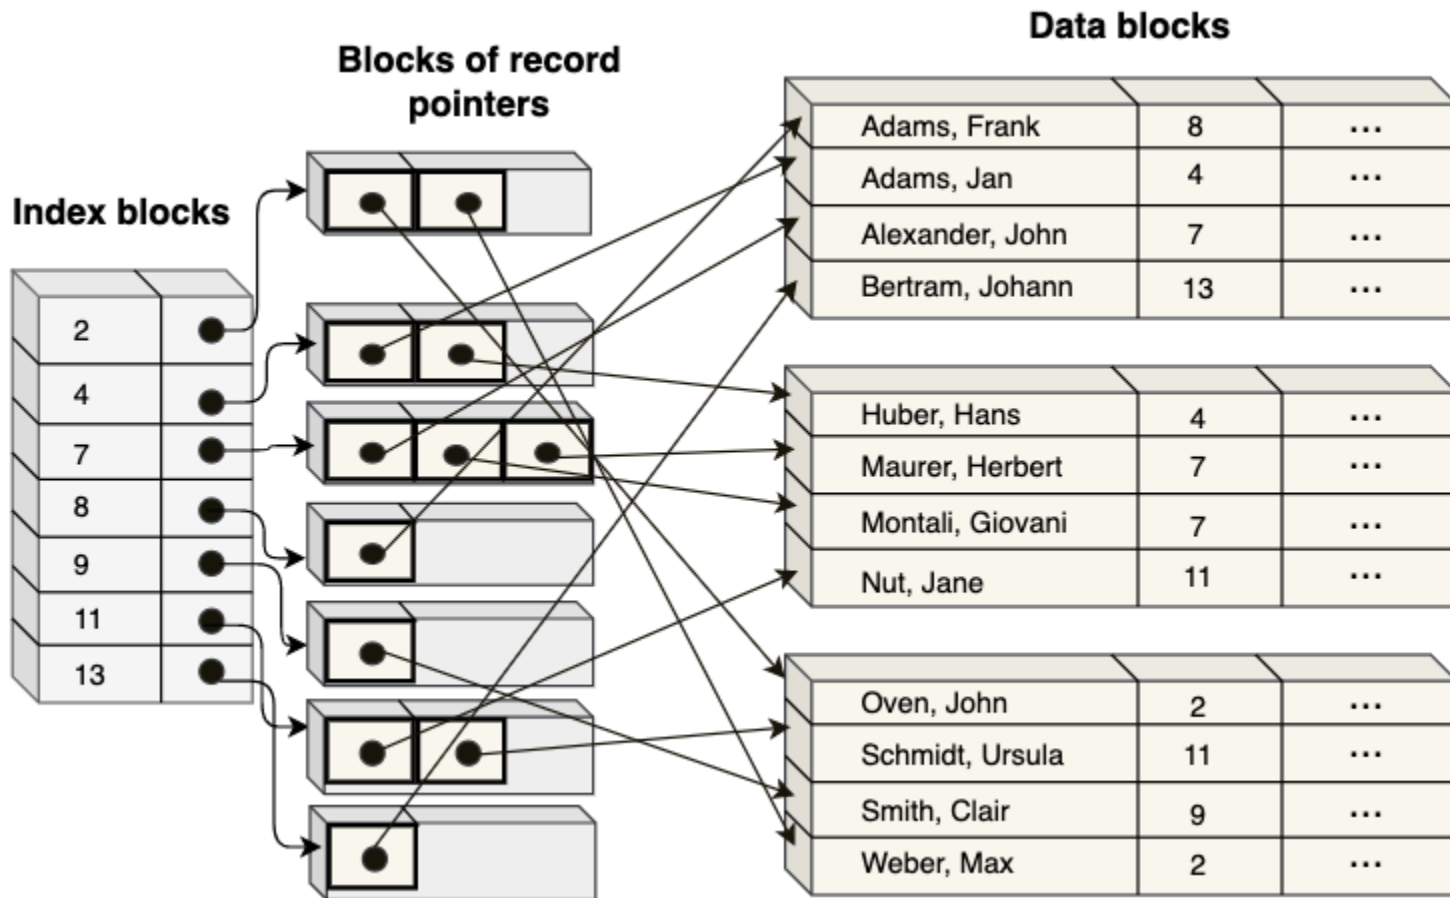 Data blocks
Blocks of record
pointers
Index blocks
2
4
7
8
9
11
13
Adams, Frank 8 ...
Adams, Jan 4 ...
Alexander, John 7 ...
Bertram, Johann 13 ...
Huber, Hans 4 ...
Maurer, Herbert 7 ...
Montali, Giovani 7 ...
Nut, Jane 11 ...
Oven, John 2 ...
Schmidt, Ursula 11 ...
Smith, Clair 9 ...
Weber, Max 2 ...